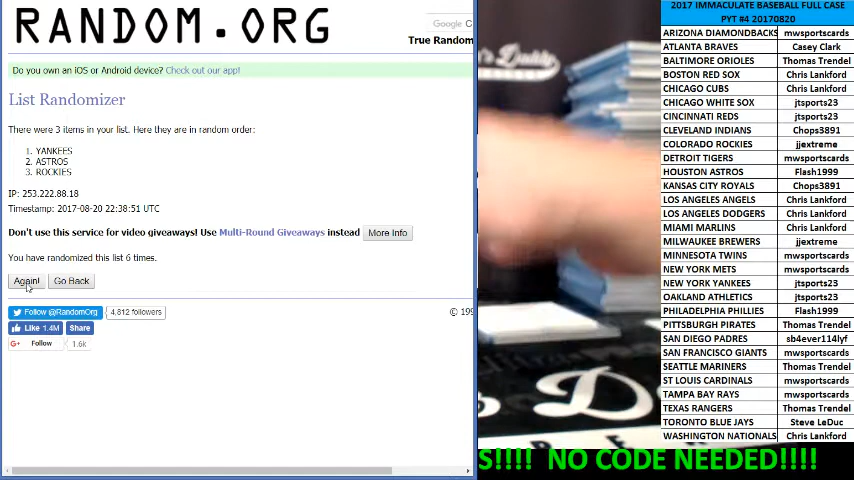 RANDOM.ORG
Google
True Random
Do you own an iOS or Android device? Check out our app!
List Randomizer
There were 3 items in your list. Here they are in random order:
1. YANKEES
2. ASTROS
3. ROCKIES
IP: 253.222.88.18
Timestamp: 2017-08-20 22:38:51 UTC
Don't use this service for video giveaways! Use Multi-Round Giveaways instead More Info
You have randomized this list 6 times.
Again! Go Back
Follow @RandomOrg 4,812 followers
© 199
Like 1.4M Share
G+ Follow 1.6k
's Daddy
s D
2017 IMMACULATE BASEBALL FULL CASE
PYT #4 20170820
ARIZONA DIAMONDBACKS mwsportscards
ATLANTA BRAVES Casey Clark
BALTIMORE ORIOLES Thomas Trendel
BOSTON RED SOX Chris Lankford
CHICAGO CUBS Chris Lankford
CHICAGO WHITE SOX jtsports23
CINCINNATI REDS jtsports23
CLEVELAND INDIANS Chops3891
COLORADO ROCKIES jjextreme
DETROIT TIGERS mwsportscards
HOUSTON ASTROS Flash1999
KANSAS CITY ROYALS Chops3891
LOS ANGELES ANGELS Chris Lankford
LOS ANGELES DODGERS Chris Lankford
MIAMI MARLINS Chris Lankford
MILWAUKEE BREWERS jjextreme
MINNESOTA TWINS mwsportscards
NEW YORK METS mwsportscards
NEW YORK YANKEES jtsports23
OAKLAND ATHLETICS jtsports23
PHILADELPHIA PHILLIES Flash1999
PITTSBURGH PIRATES Thomas Trendel
SAN DIEGO PADRES sb4ever114lyf
SAN FRANCISCO GIANTS mwsportscards
SEATTLE MARINERS Thomas Trendel
ST LOUIS CARDINALS mwsportscards
TAMPA BAY RAYS mwsportscards
TEXAS RANGERS Thomas Trendel
TORONTO BLUE JAYS Steve LeDuc
WASHINGTON NATIONALS Chris Lankford
S!!!! NO CODE NEEDED!!!!